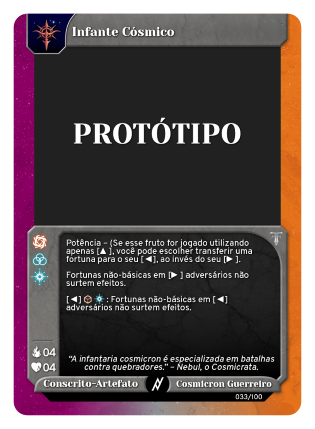 Infante Cósmico
PROTÓTIPO
Potência – (Se esse fruto for jogado utilizando
apenas [▲], você pode escolher transferir uma
fortuna para o seu [◄], ao invés do seu [►].
Fortunas não-básicas em [►] adversários não
surtem efeitos.
[◄] : Fortunas não-básicas em [◄]
adversários não surtem efeitos.
04
04
"A infantaria cosmicron é especializada em batalhas
contra quebradores." – Nebul, o Cosmicrata.
Conscrito-Artefato
Cosmicron Guerreiro
033/100